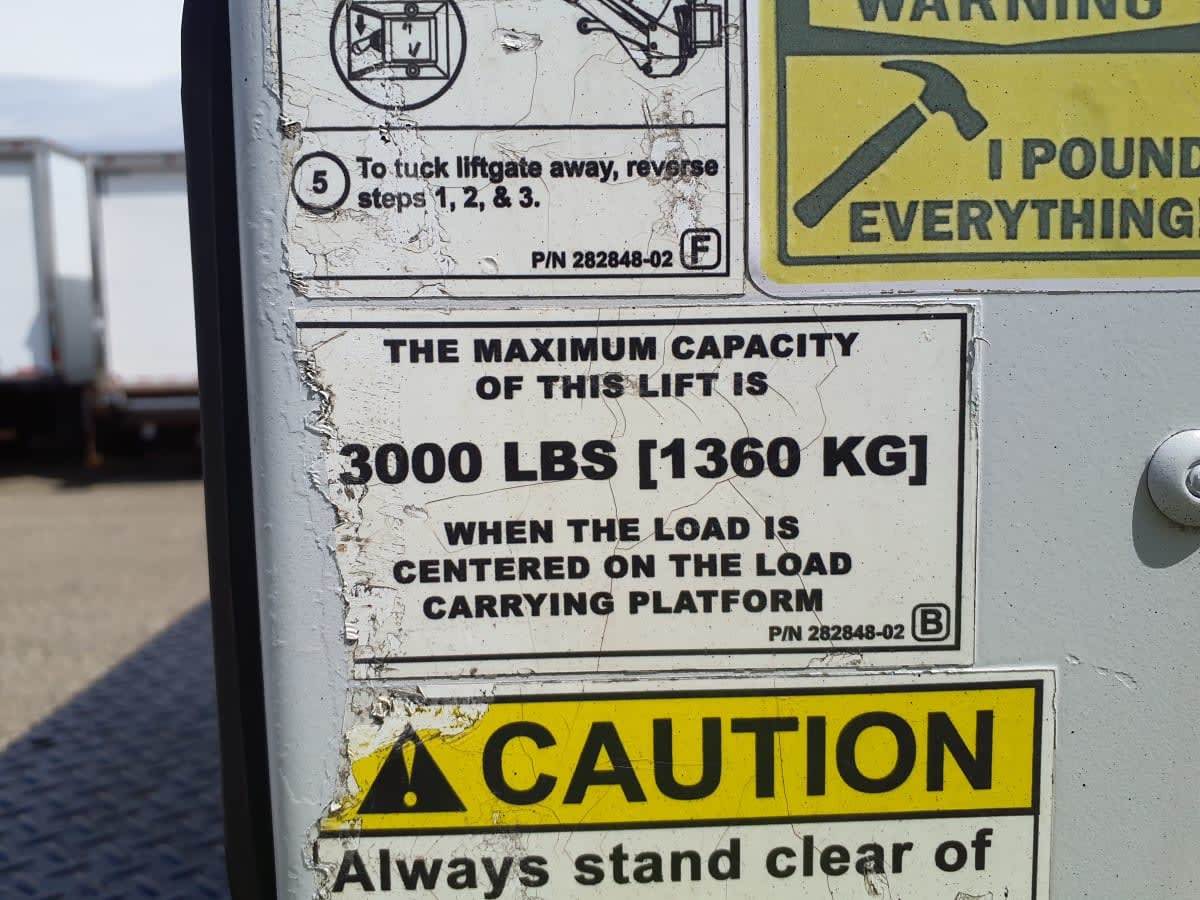 5 To tuck liftgate away, reverse
steps 1, 2, & 3.
P/N 282848-02 F
WARNING
I POUND
EVERYTHING.
THE MAXIMUM CAPACITY
OF THIS LIFT IS
3000 LBS [1360 KG]
WHEN THE LOAD IS
CENTERED ON THE LOAD
CARRYING PLATFORM
P/N 282848-02 B
CAUTION
Always stand clear of